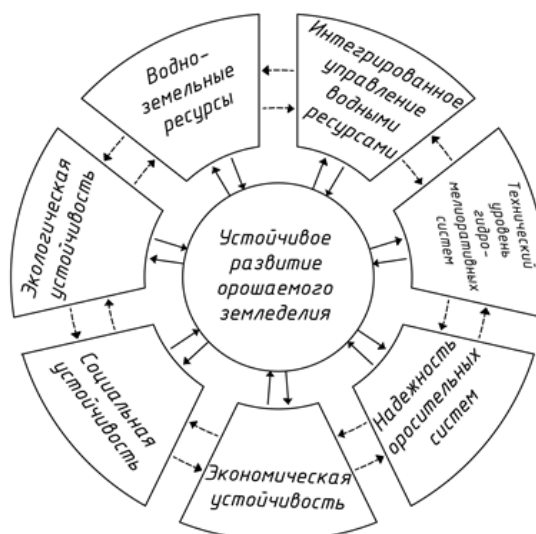 Водно-
земельные
ресурсы
Интегрированное
управление
водными
ресурсами
Технический
уровень
гидро-
мелиоративных
систем
Надежность
оросительных
систем
Экономическая
устойчивость
Социальная
устойчивость
Экологическая
устойчивость
Устойчивое
развитие
орошаемого
земледелия